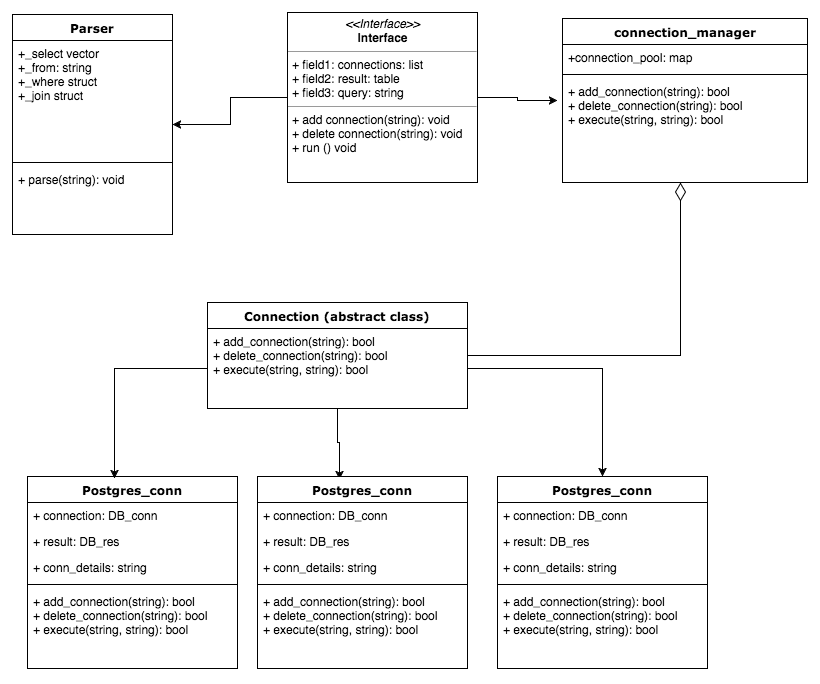 Parser
+_select vector
+_from: string
+_where struct
+_join struct
+ parse(string): void
<<Interface>>
Interface
+ field1: connections: list
+ field2: result: table
+ field3: query: string
+ add connection(string): void
+ delete connection(string): void
+ run () void
connection_manager
+connection_pool: map
+ add_connection(string): bool
+ delete_connection(string): bool
+ execute(string, string): bool
Connection (abstract class)
+ add_connection(string): bool
+ delete_connection(string): bool
+ execute(string, string): bool
Postgres_conn
+ connection: DB_conn
+ result: DB_res
+ conn_details: string
+ add_connection(string): bool
+ delete_connection(string): bool
+ execute(string, string): bool
Postgres_conn
+ connection: DB_conn
+ result: DB_res
+ conn_details: string
+ add_connection(string): bool
+ delete_connection(string): bool
+ execute(string, string): bool
Postgres_conn
+ connection: DB_conn
+ result: DB_res
+ conn_details: string
+ add_connection(string): bool
+ delete_connection(string): bool
+ execute(string, string): bool